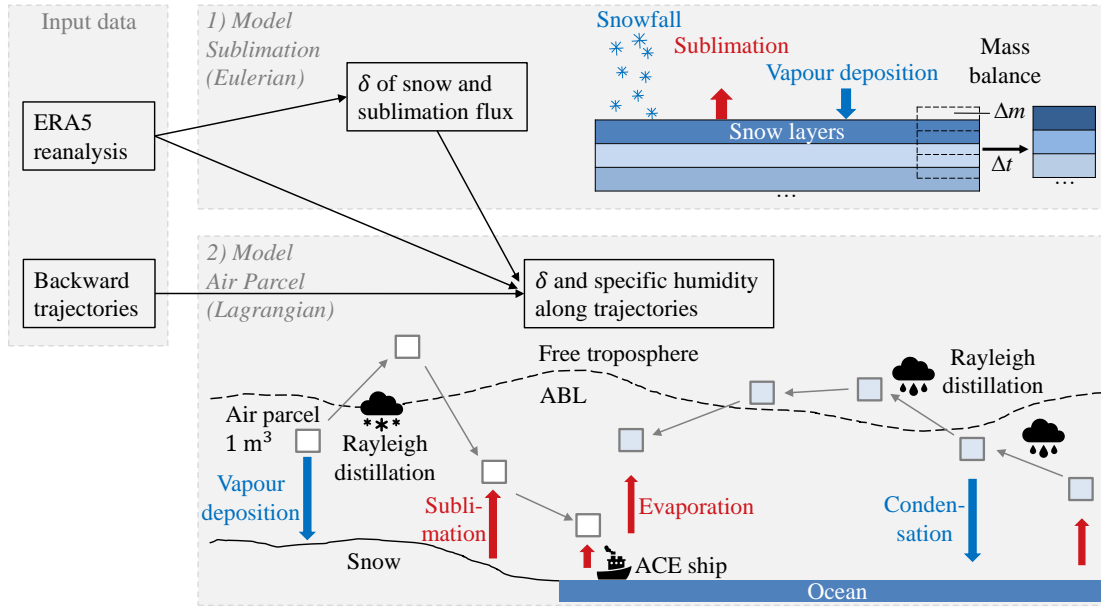 Input data
ERA5
reanalysis
Backward
trajectories
1) Model
Sublimation
(Eulerian)
δ of snow and
sublimation flux
Snowfall
Sublimation
Vapour deposition
Mass
balance
Δm
Snow layers
Δt
...
...
2) Model
Air Parcel
(Lagrangian)
δ and specific humidity
along trajectories
Free troposphere
ABL
Rayleigh
distillation
Air parcel
1 m³
Rayleigh
distillation
Vapour
deposition
Subli-
mation
Evaporation
Conden-
sation
Snow
ACE ship
Ocean